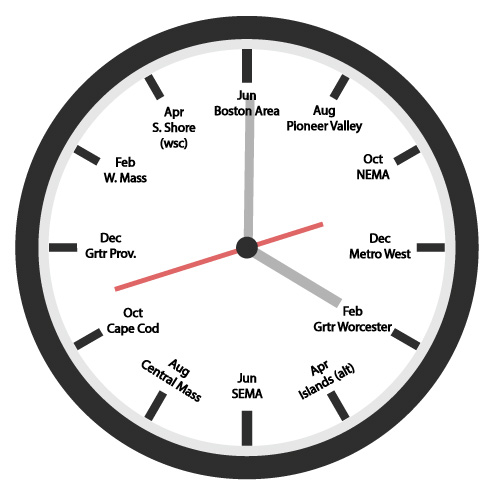 Jun
Boston Area
Aug
Pioneer Valley
Oct
NEMA
Dec
Metro West
Feb
Grtr Worcester
Apr
Islands (alt)
Jun
SEMA
Aug
Central Mass
Oct
Cape Cod
Dec
Grtr Prov.
Feb
W. Mass
Apr
S. Shore
(wsc)